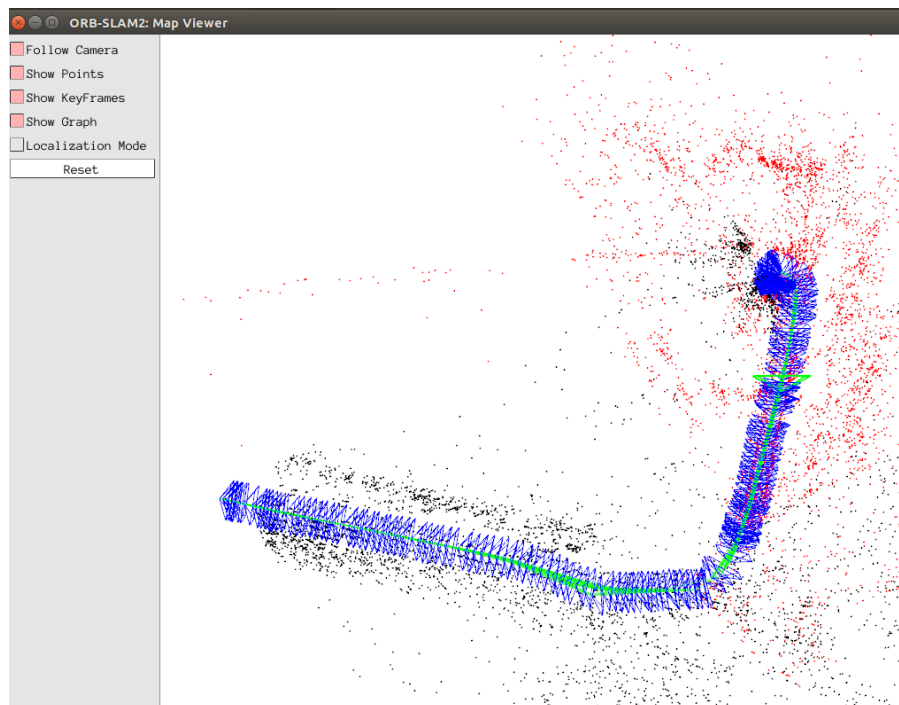 ORB-SLAM2: Map Viewer
Follow Camera
Show Points
Show KeyFrames
Show Graph
Localization Mode
Reset